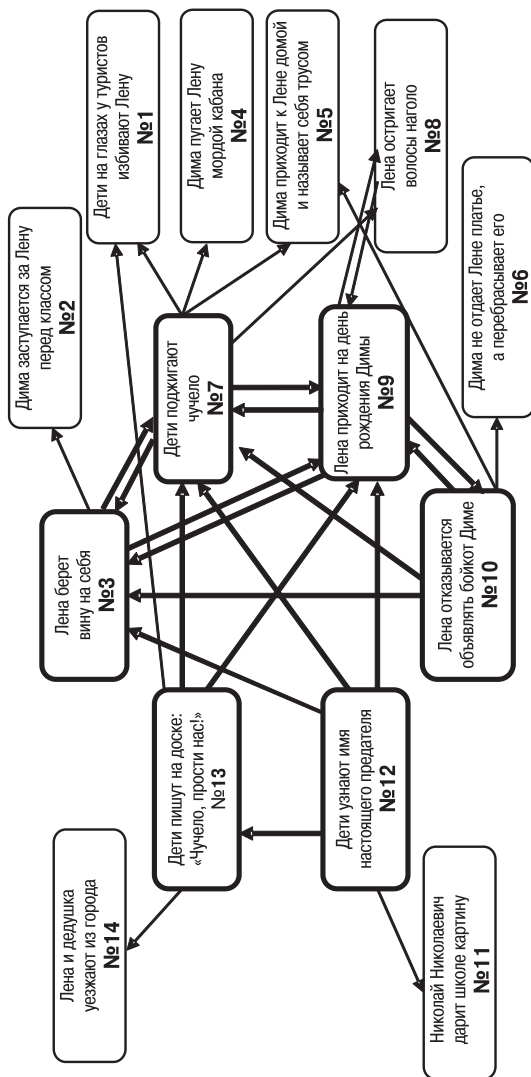 Дима заступается за Лену
перед классом
№2
Дети на глазах у туристов
избивают Лену
№1
Дима пугает Лену
мордой кабана
№4
Дима приходит к Лене домой
и называет себя трусом
№5
Лена остригает
волосы наголо
№8
Дима не отдает Лене платье,
а перебрасывает его
№6
Лена берет
вину на себя
№3
Дети поджигают
чучело
№7
Лена приходит на день
рождения Димы
№9
Лена отказывается
объявлять бойкот Диме
№10
Дети пишут на доске:
«Чучело, прости нас!»
№13
Дети узнают имя
настоящего предателя
№12
Лена и дедушка
уезжают из города
№14
Николай Николаевич
дарит школе картину
№11